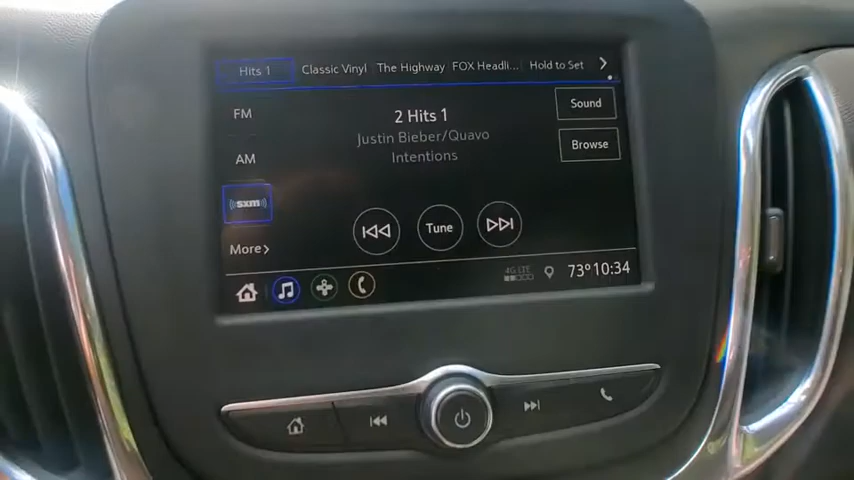 Hits 1 Classic Vinyl The Highway FOX Headli... Hold to Set
FM
2 Hits 1
Sound
Justin Bieber/Quavo
Browse
AM
Intentions
sxm
Tune
More
4G LTE
73° 10:34